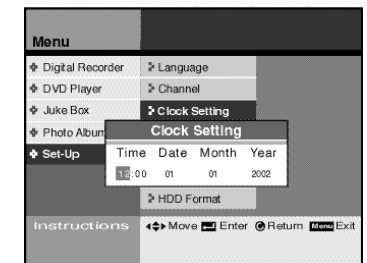 Menu
Digital Recorder
Language
DVD Player
Channel
Juke Box
Clock Setting
Photo Album
Clock Setting
Set-Up
Time Date Month Year
12:00 01 01 2002
HDD Format
Instructions Move Enter Return Menu Exit